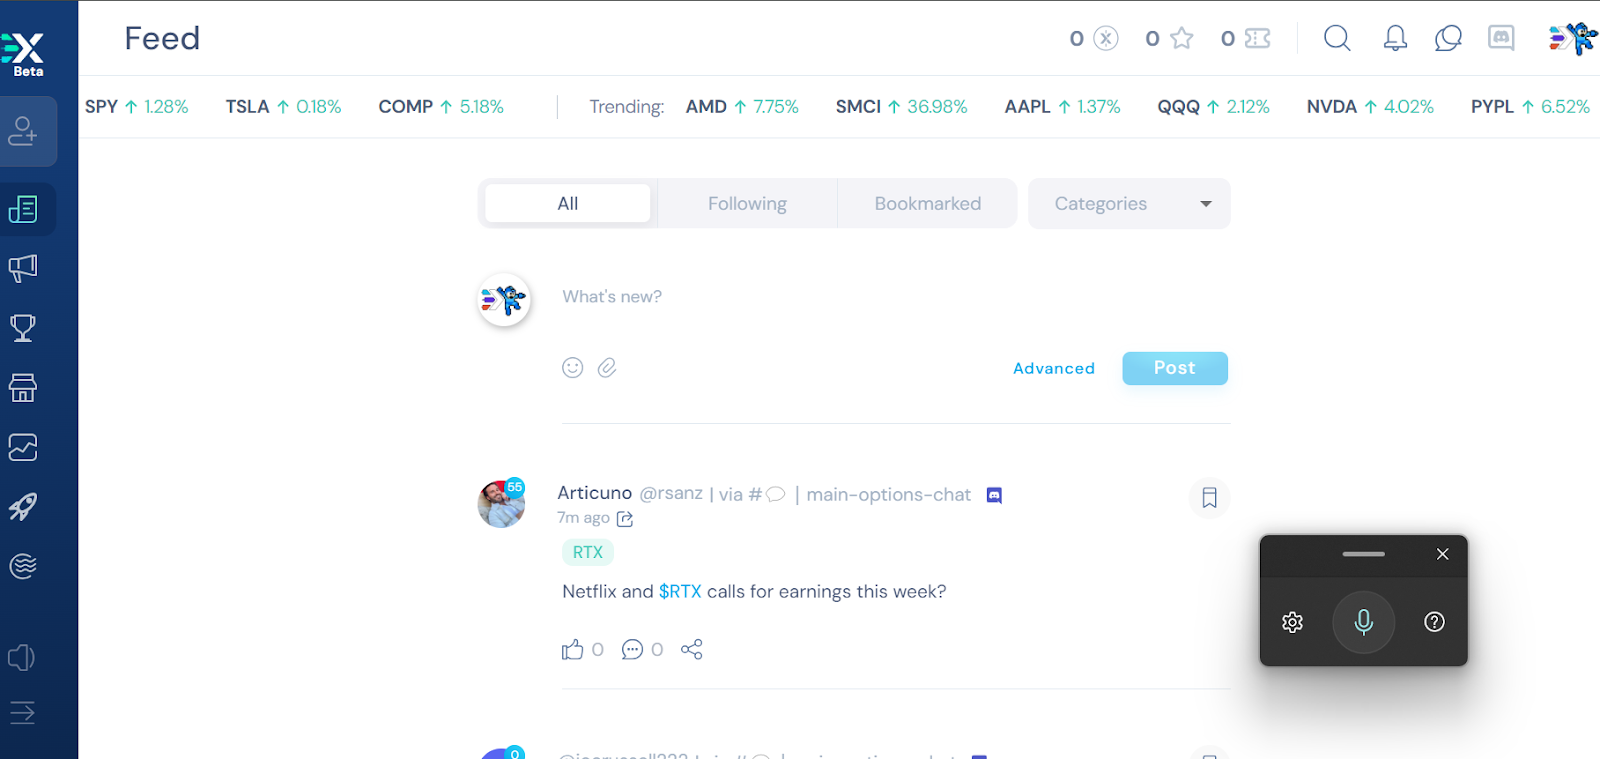 X
Beta
Feed
0 0 0
SPY ↑ 1.28% TSLA ↑ 0.18% COMP ↑ 5.18% Trending: AMD ↑ 7.75% SMCI ↑ 36.98% AAPL ↑ 1.37% QQQ ↑ 2.12% NVDA ↑ 4.02% PYPL ↑ 6.52%
All Following Bookmarked Categories
What's new?
Advanced Post
55
Articuno @rsanz | via # | main-options-chat
7m ago
RTX
Netflix and $RTX calls for earnings this week?
0 0
0